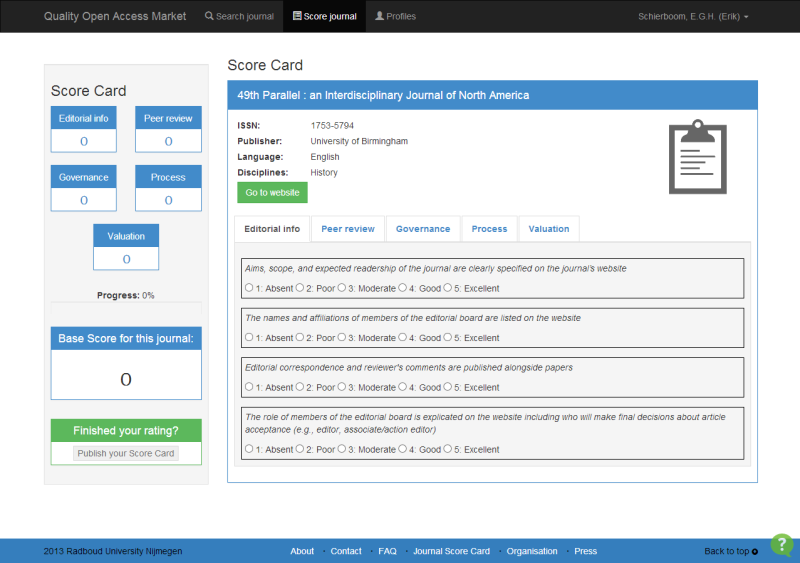 Quality Open Access Market Search journal Score journal Profiles Schierboom, E.G.H. (Erik)
Score Card
Editorial info Peer review
0 0
Governance Process
0 0
Valuation
0
Progress: 0%
Base Score for this journal:
0
Finished your rating?
Publish your Score Card
Score Card
49th Parallel : an Interdisciplinary Journal of North America
ISSN: 1753-5794
Publisher: University of Birmingham
Language: English
Disciplines: History
Go to website
Editorial info Peer review Governance Process Valuation
Aims, scope, and expected readership of the journal are clearly specified on the journal's website
1: Absent 2: Poor 3: Moderate 4: Good 5: Excellent
The names and affiliations of members of the editorial board are listed on the website
1: Absent 2: Poor 3: Moderate 4: Good 5: Excellent
Editorial correspondence and reviewer's comments are published alongside papers
1: Absent 2: Poor 3: Moderate 4: Good 5: Excellent
The role of members of the editorial board is explicated on the website including who will make final decisions about article
acceptance (e.g., editor, associate/action editor)
1: Absent 2: Poor 3: Moderate 4: Good 5: Excellent
2013 Radboud University Nijmegen About · Contact · FAQ · Journal Score Card · Organisation · Press Back to top ?